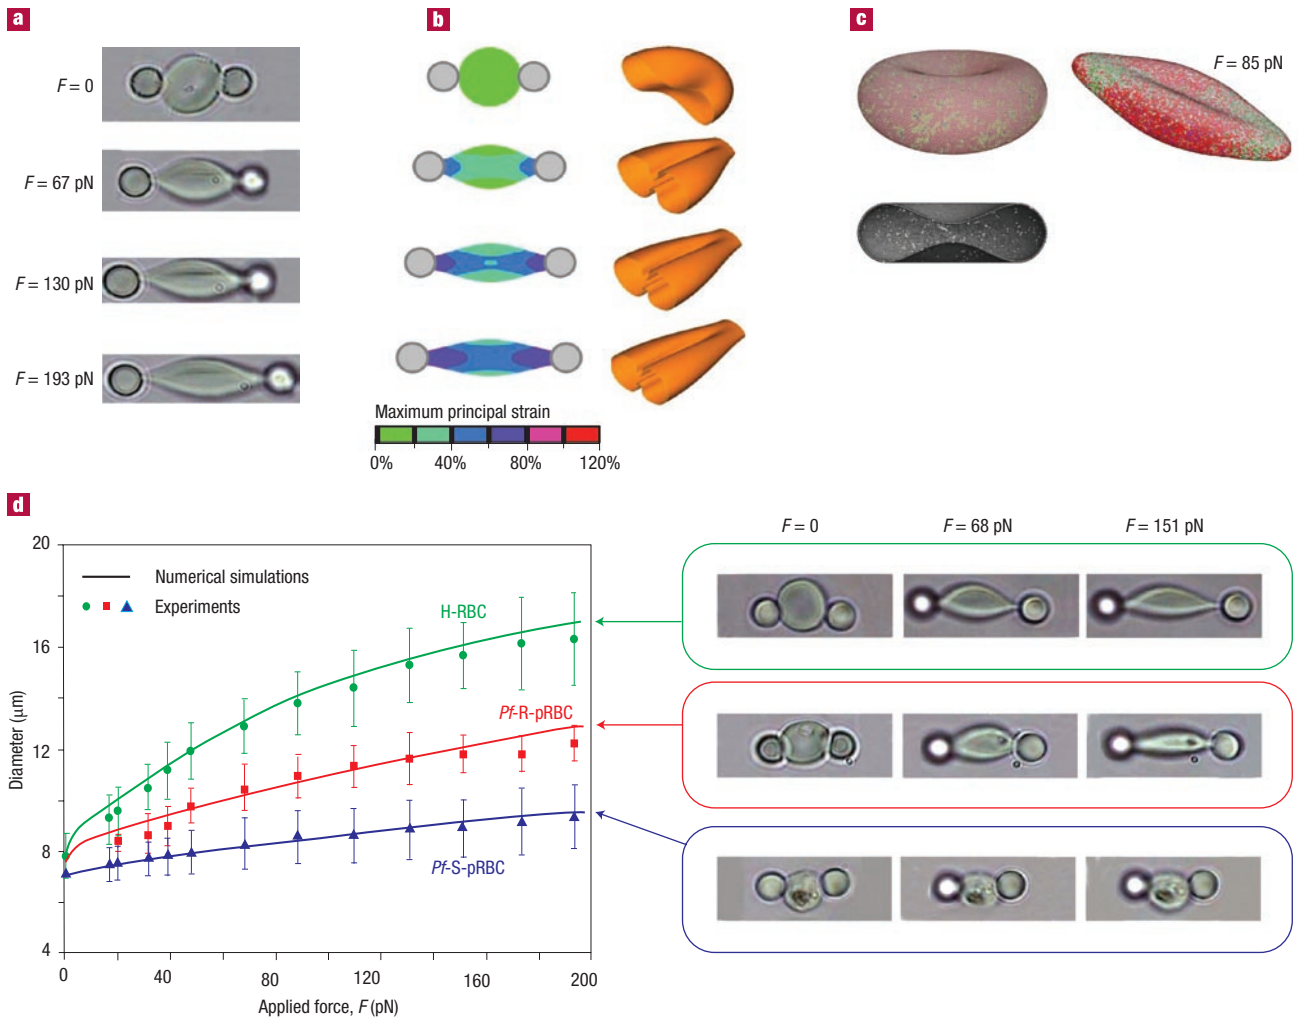 a
b
c
F = 0
F = 67 pN
F = 130 pN
F = 193 pN
Maximum principal strain
0% 40% 80% 120%
F = 85 pN
d
20
16
12
8
4
Diameter (μm)
Numerical simulations
Experiments
H-RBC
Pf-R-pRBC
Pf-S-pRBC
0 40 80 120 160 200
Applied force, F (pN)
F = 0 F = 68 pN F = 151 pN